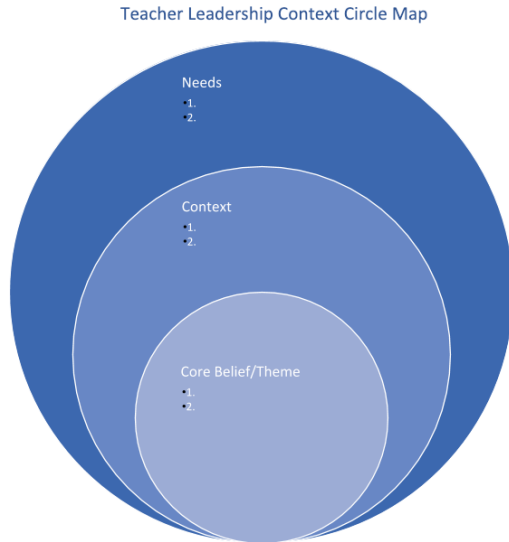 Teacher Leadership Context Circle Map
Needs
•1.
•2.
Context
•1.
•2.
Core Belief/Theme
•1.
•2.